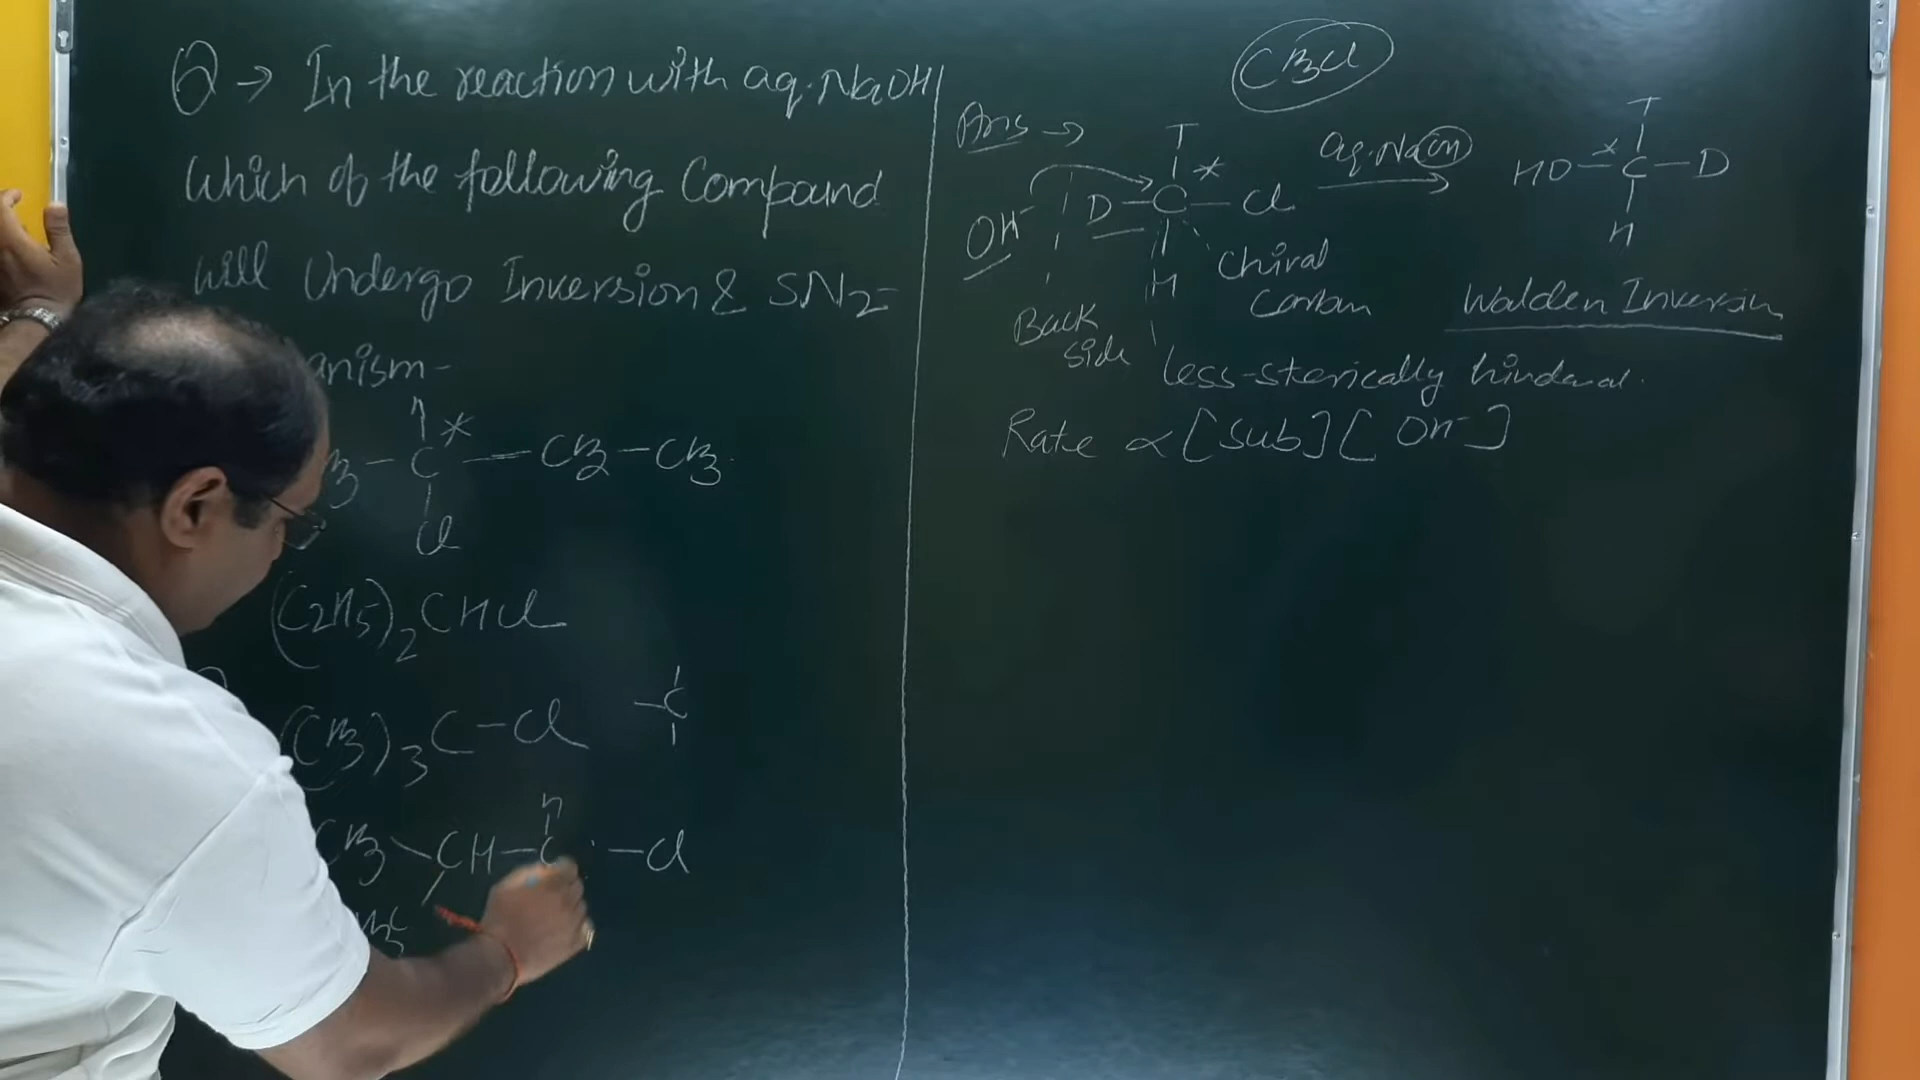 Q → In the reaction with aq. NaOH
Which of the following Compound
will Undergo Inversion & SN2
anism-
H
3 - C* - CH2 - CH3
Cl
(C2H5)2CHCl
(CH3)3C-Cl
- C
H
CH3 \ CH - C - Cl
CH3Cl
Ans →
T
OH- D - C* - Cl
H
aq. NaOH
T
HO - C* - D
H
Chiral
Carbon
Walden Inversion
Back
side
less-sterically hindered.
Rate ∝ [Sub][OH-]